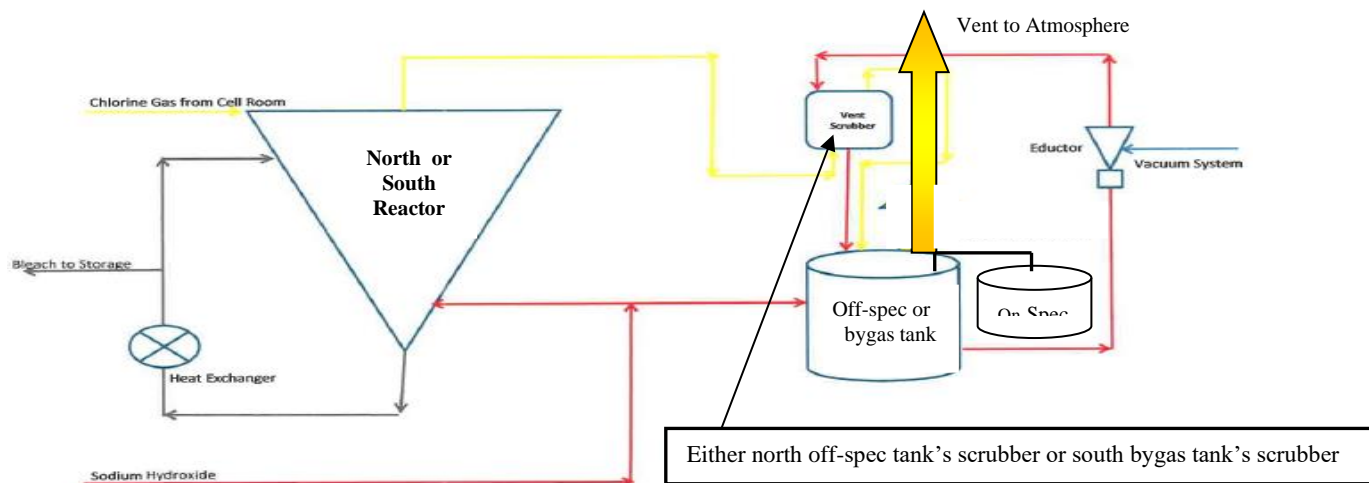 Vent to Atmosphere
Chlorine Gas from Cell Room
Vent
Scrubber
North or
South
Reactor
Eductor
Vacuum System
Bleach to Storage
Off-spec or
bygas tank
On Spec
Heat Exchanger
Either north off-spec tank's scrubber or south bygas tank's scrubber
Sodium Hydroxide